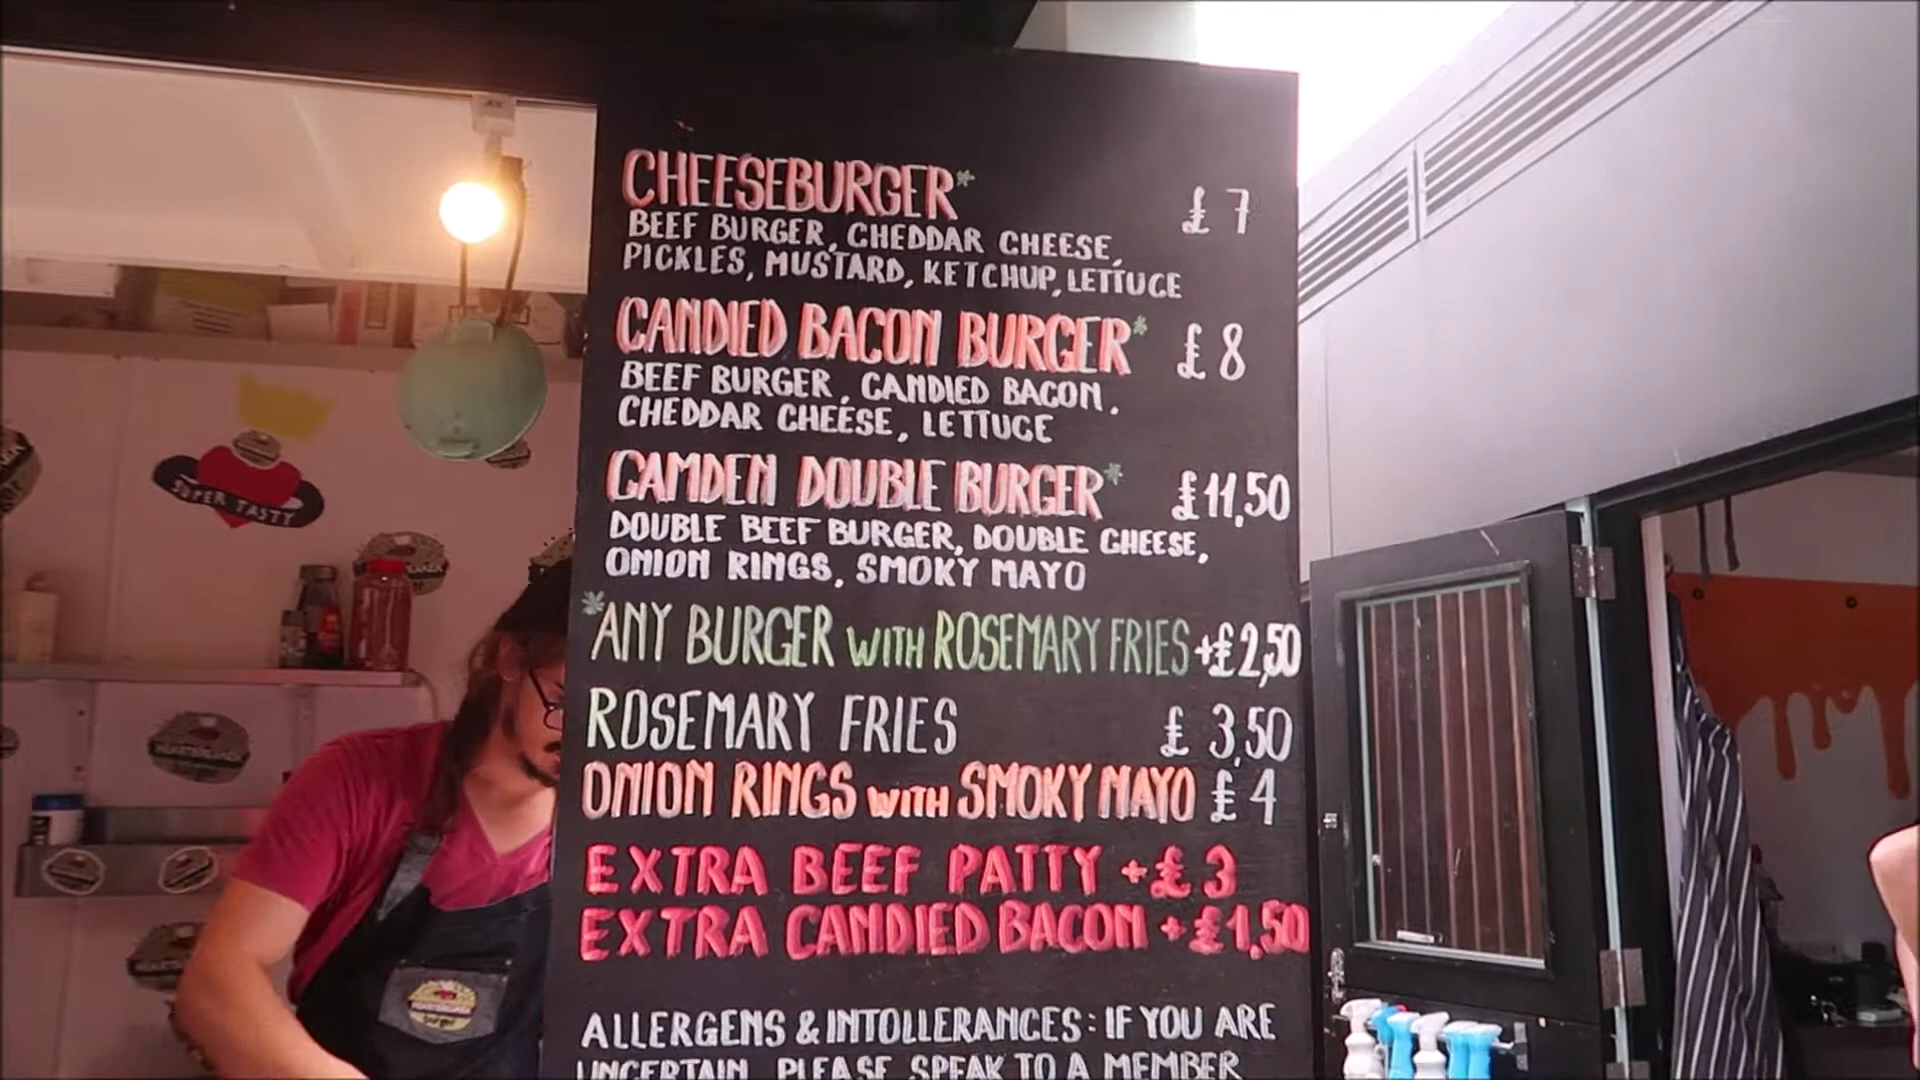 CHEESEBURGER* £7
BEEF BURGER, CHEDDAR CHEESE,
PICKLES, MUSTARD, KETCHUP, LETTUCE
CANDIED BACON BURGER* £8
BEEF BURGER, CANDIED BACON,
CHEDDAR CHEESE, LETTUCE
CAMDEN DOUBLE BURGER* £11,50
DOUBLE BEEF BURGER, DOUBLE CHEESE,
ONION RINGS, SMOKY MAYO
*ANY BURGER WITH ROSEMARY FRIES +£2,50
ROSEMARY FRIES £3,50
ONION RINGS WITH SMOKY MAYO £4
EXTRA BEEF PATTY +£3
EXTRA CANDIED BACON +£1,50
ALLERGENS & INTOLLERANCES: IF YOU ARE
UNCERTAIN, PLEASE SPEAK TO A MEMBER
SUPER TASTY